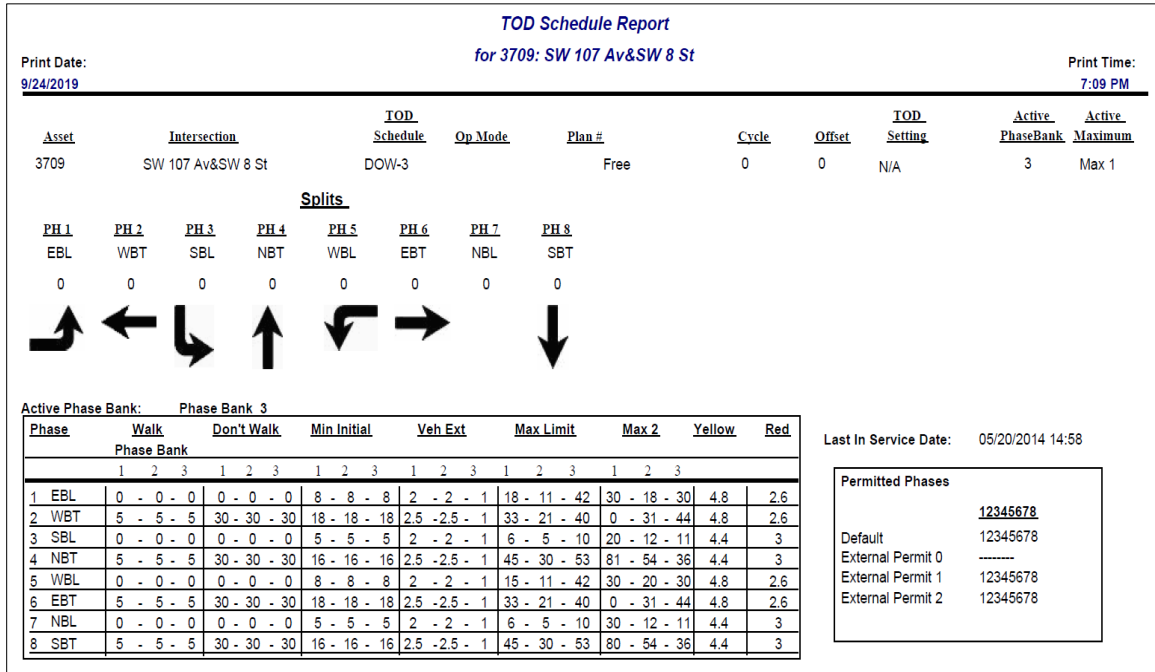 TOD Schedule Report
for 3709: SW 107 Av&SW 8 St
Print Date:
9/24/2019
Print Time:
7:09 PM
Asset Intersection TOD Schedule Op Mode Plan # Cycle Offset TOD Setting Active PhaseBank Active Maximum
3709 SW 107 Av&SW 8 St DOW-3 Free 0 0 N/A 3 Max 1
Splits
PH 1 PH 2 PH 3 PH 4 PH 5 PH 6 PH 7 PH 8
EBL WBT SBL NBT WBL EBT NBL SBT
0 0 0 0 0 0 0 0
Active Phase Bank: Phase Bank 3
Phase Walk Don't Walk Min Initial Veh Ext Max Limit Max 2 Yellow Red
Phase Bank
1 2 3 1 2 3 1 2 3 1 2 3 1 2 3 1 2 3
1 EBL 0 - 0 - 0 0 - 0 - 0 8 - 8 - 8 2 - 2 - 1 18 - 11 - 42 30 - 18 - 30 4.8 2.6
2 WBT 5 - 5 - 5 30 - 30 - 30 18 - 18 - 18 2.5 -2.5 - 1 33 - 21 - 40 0 - 31 - 44 4.8 2.6
3 SBL 0 - 0 - 0 0 - 0 - 0 5 - 5 - 5 2 - 2 - 1 6 - 5 - 10 20 - 12 - 11 4.4 3
4 NBT 5 - 5 - 5 30 - 30 - 30 16 - 16 - 16 2.5 -2.5 - 1 45 - 30 - 53 81 - 54 - 36 4.4 3
5 WBL 0 - 0 - 0 0 - 0 - 0 8 - 8 - 8 2 - 2 - 1 15 - 11 - 42 30 - 20 - 30 4.8 2.6
6 EBT 5 - 5 - 5 30 - 30 - 30 18 - 18 - 18 2.5 -2.5 - 1 33 - 21 - 40 0 - 31 - 44 4.8 2.6
7 NBL 0 - 0 - 0 0 - 0 - 0 5 - 5 - 5 2 - 2 - 1 6 - 5 - 10 30 - 12 - 11 4.4 3
8 SBT 5 - 5 - 5 30 - 30 - 30 16 - 16 - 16 2.5 -2.5 - 1 45 - 30 - 53 80 - 54 - 36 4.4 3
Last In Service Date: 05/20/2014 14:58
Permitted Phases
12345678
Default 12345678
External Permit 0 --------
External Permit 1 12345678
External Permit 2 12345678